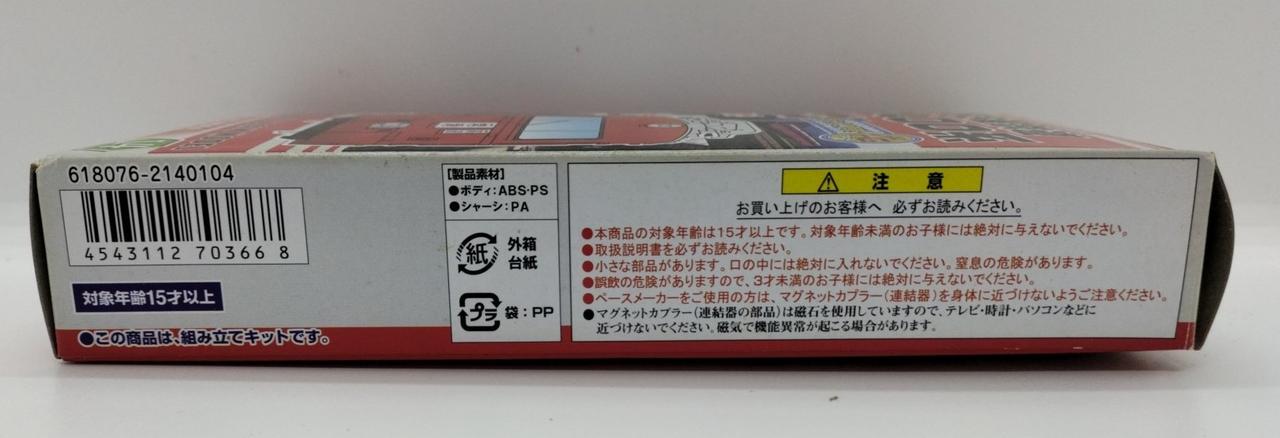 618076-2140104
4543112 703668
対象年齢15才以上
●この商品は、組み立てキットです。
[製品素材]
●ボディ:ABS・PS
●シャーシ:PA
紙
外箱
台紙
プラ
袋:PP
注意
お買い上げのお客様へ 必ずお読みください。
●本商品の対象年齢は15才以上です。対象年齢未満のお子様には絶対に与えないでください。
●取扱説明書を必ずお読みください。
●小さな部品があります。口の中には絶対に入れないでください。窒息の危険があります。
●誤飲の危険がありますので、3才未満のお子様には絶対に与えないでください。
●ペースメーカーをご使用の方は、マグネットカプラー(連結器)を身体に近づけないようご注意ください。
●マグネットカプラー(連結器の部品)は磁石を使用していますので、テレビ・時計・パソコンなどに
近づけないでください。磁気で機能異常が起こる場合があります。